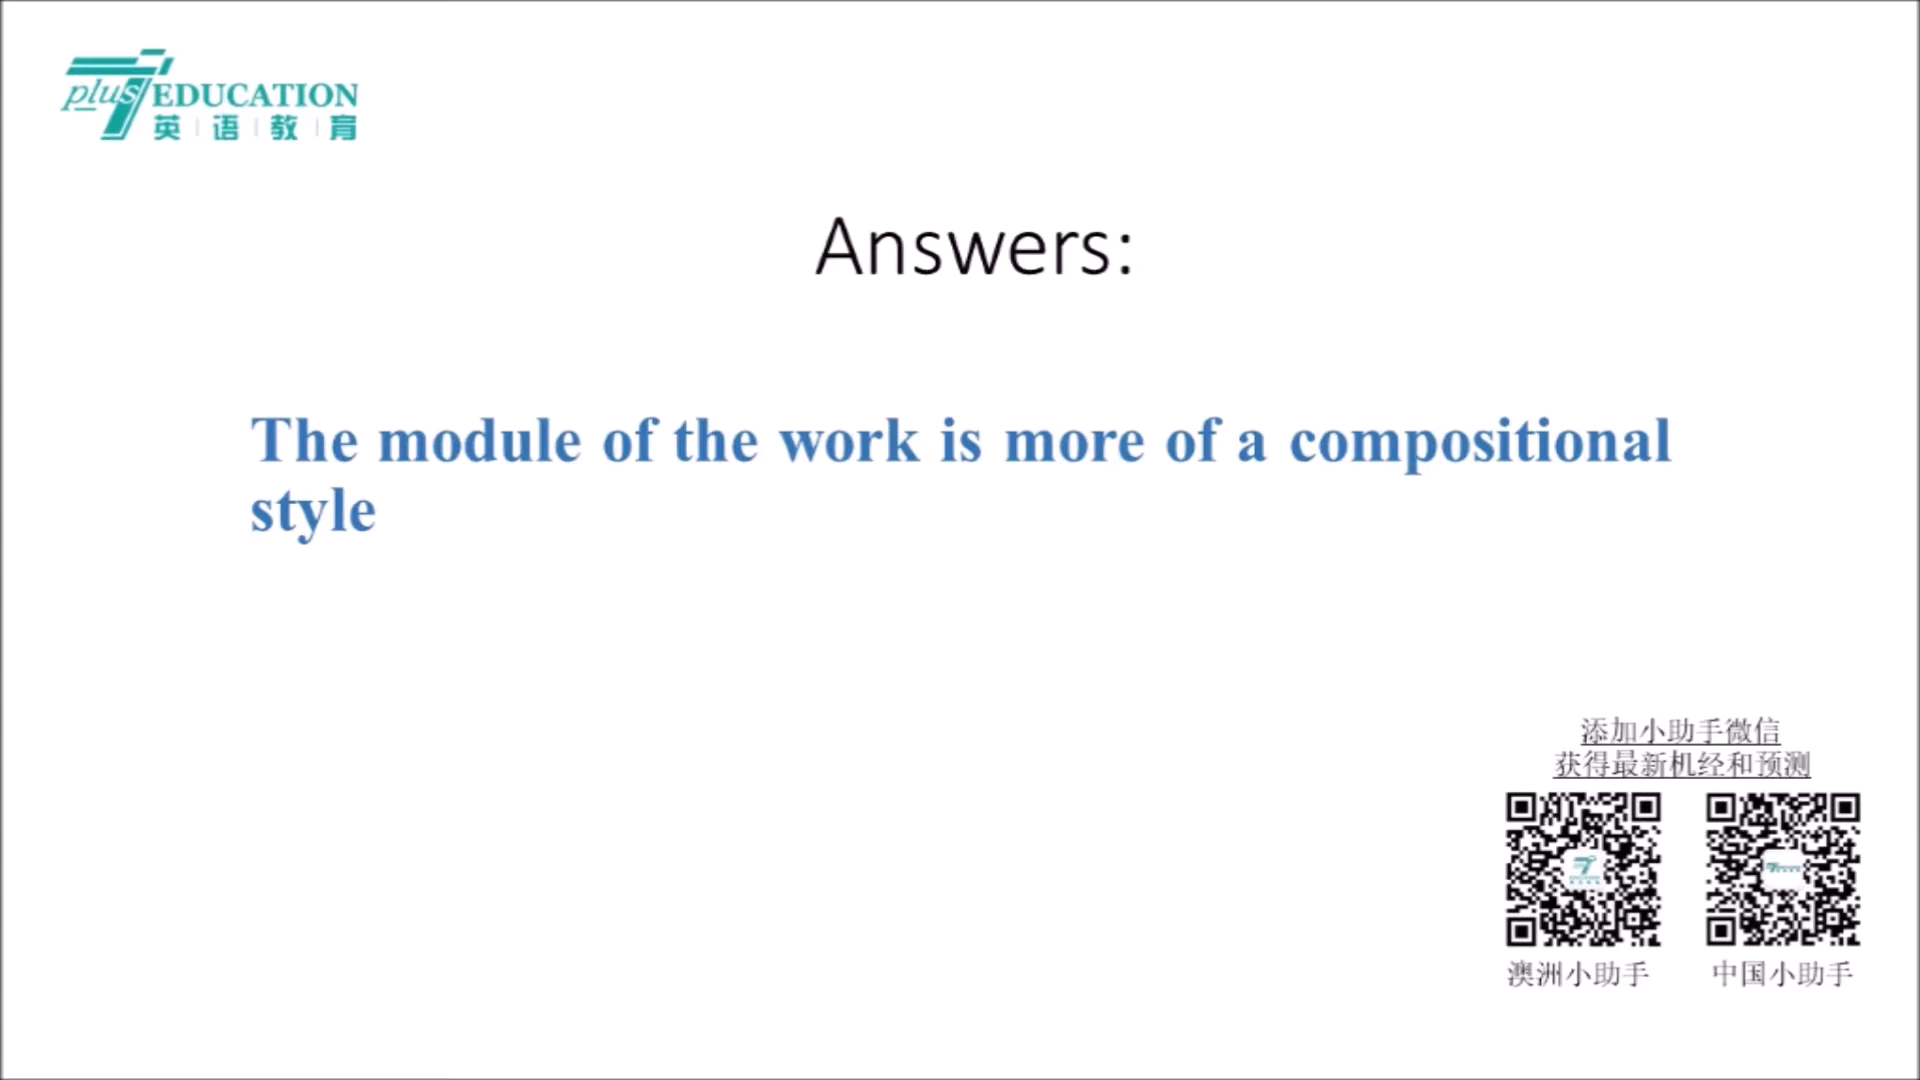 plus 7 EDUCATION
英 语 教 育
Answers:
The module of the work is more of a compositional
style
添加小助手微信
获得最新机经和预测
澳洲小助手
中国小助手